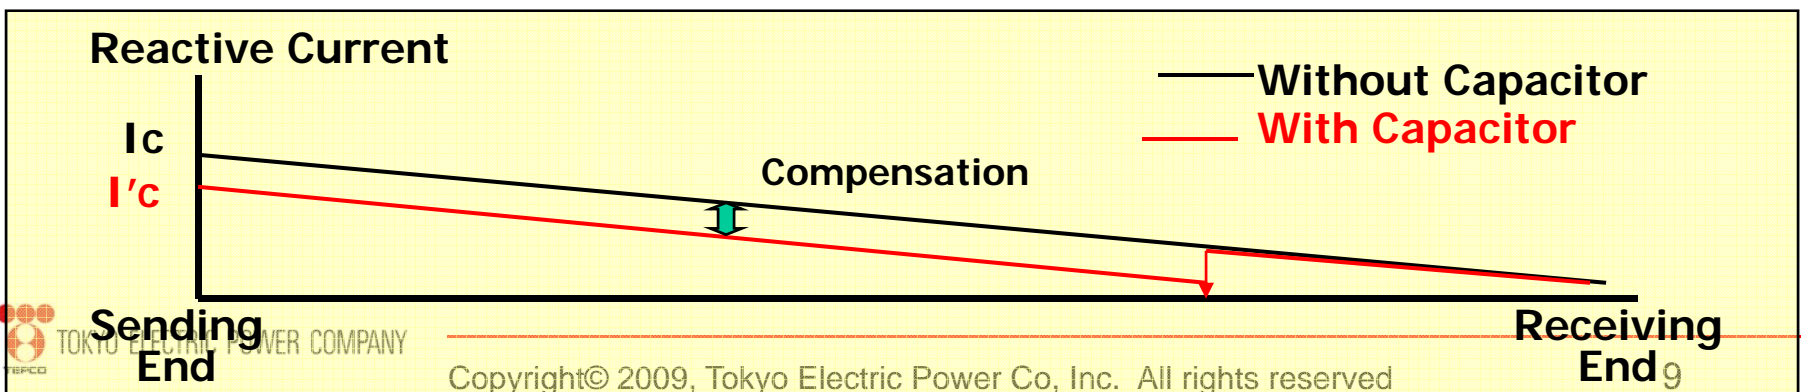 Reactive Current
Without Capacitor
With Capacitor
Ic
I'c
Compensation
Sending
End
Receiving
End
TOKYO ELECTRIC POWER COMPANY
TEPCO
Copyright© 2009, Tokyo Electric Power Co, Inc. All rights reserved
9